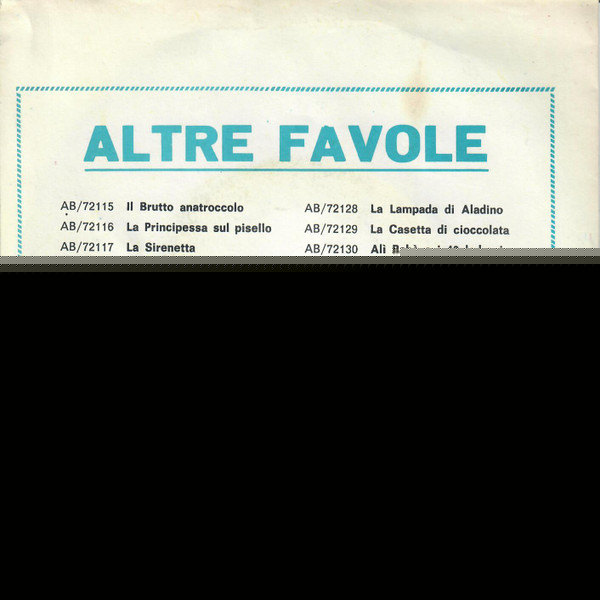 ALTRE FAVOLE
AB/72115 Il Brutto anatroccolo
AB/72116 La Principessa sul pisello
AB/72117 La Sirenetta
AB/72128 La Lampada di Aladino
AB/72129 La Casetta di cioccolata
AB/72130 Alì